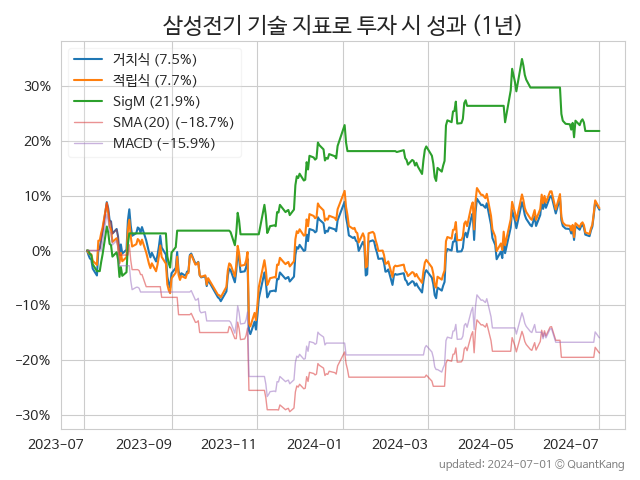 삼성전기 기술 지표로 투자 시 성과 (1년)
거치식 (7.5%)
적립식 (7.7%)
SigM (21.9%)
SMA(20) (−18.7%)
MACD (−15.9%)
30%
20%
10%
0%
−10%
−20%
−30%
2023-07 2023-09 2023-11 2024-01 2024-03 2024-05 2024-07
updated: 2024-07-01 © QuantKang